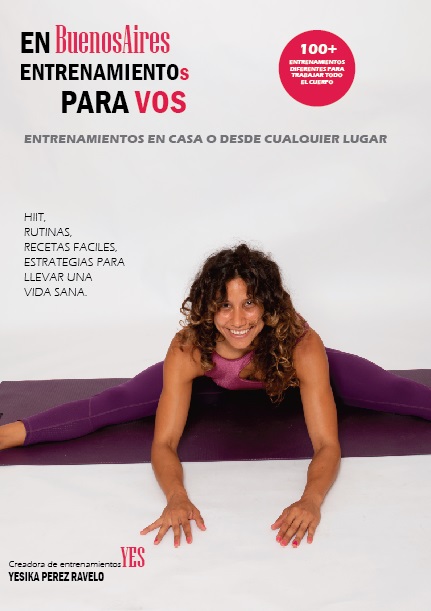 EN BuenosAires
ENTRENAMIENTOs
PARA VOS
100+
ENTRENAMIENTOS
DIFERENTES PARA
TRABAJAR TODO
EL CUERPO
ENTRENAMIENTOS EN CASA O DESDE CUALQUIER LUGAR
HIIT,
RUTINAS,
RECETAS FACILES,
ESTRATEGIAS PARA
LLEVAR UNA
VIDA SANA.
Creadora de entrenamientos YES
YESIKA PEREZ RAVELO